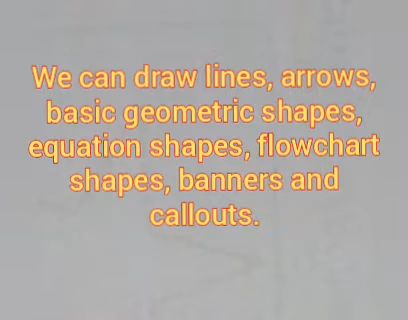 We can draw lines, arrows,
basic geometric shapes,
equation shapes, flowchart
shapes, banners and
callouts.